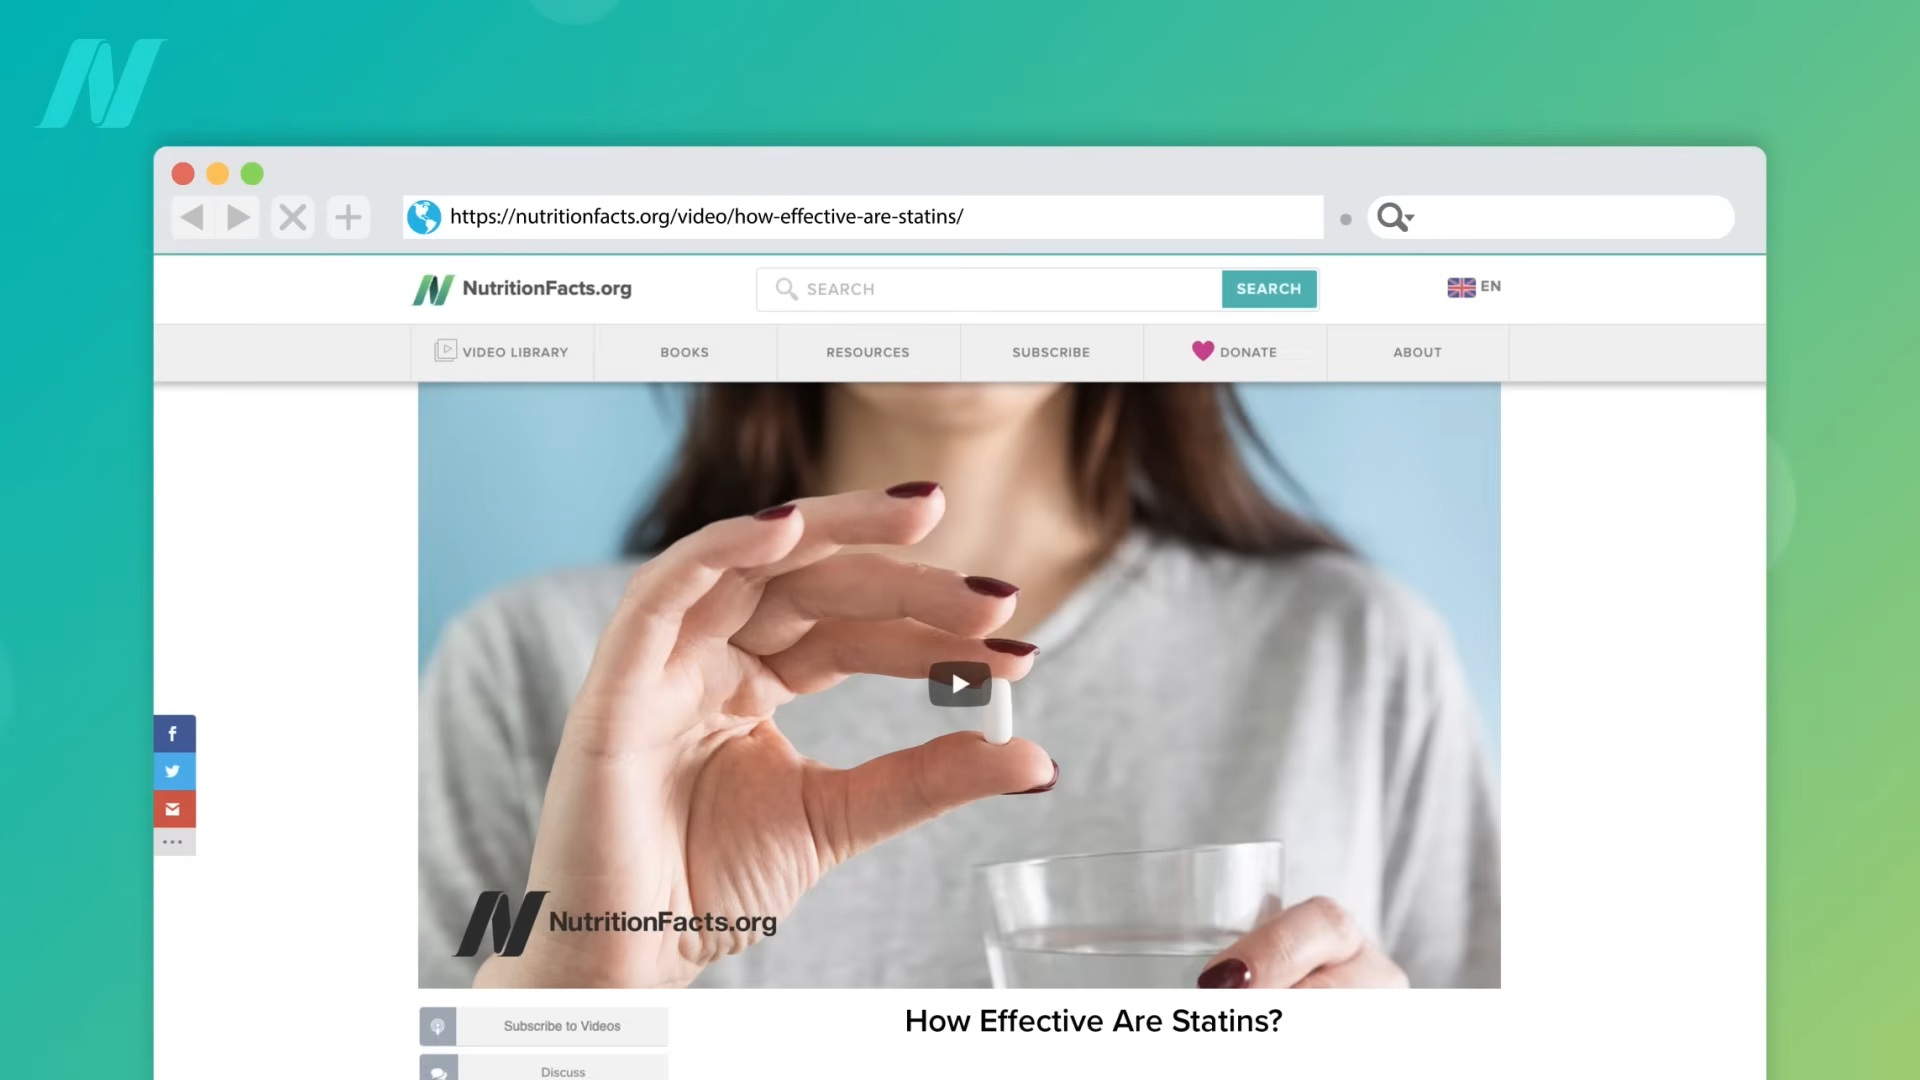 https://nutritionfacts.org/video/how-effective-are-statins/
NutritionFacts.org
SEARCH
SEARCH
EN
VIDEO LIBRARY
BOOKS
RESOURCES
SUBSCRIBE
DONATE
ABOUT
f
NutritionFacts.org
Subscribe to Videos
How Effective Are Statins?
Discuss